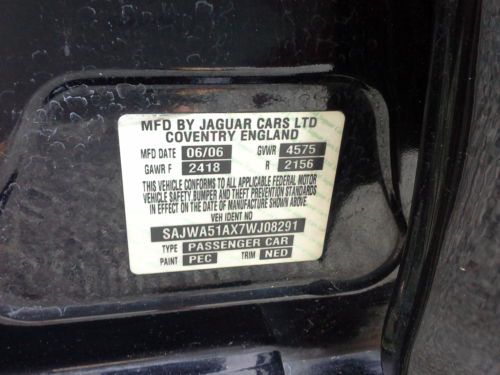 MFD BY JAGUAR CARS LTD
COVENTRY ENGLAND
MFD DATE 06/06 GVWR 4575
GAWR F 2418 R 2156
THIS VEHICLE CONFORMS TO ALL APPLICABLE FEDERAL MOTOR
VEHICLE SAFETY,BUMPER AND THEFT PREVENTION STANDARDS
IN EFFECT ON THE DATE OF MANUFACTURE SHOWN ABOVE.
VEH IDENT NO
SAJWA51AX7WJ08291
TYPE PASSENGER CAR
PAINT PEC TRIM NED